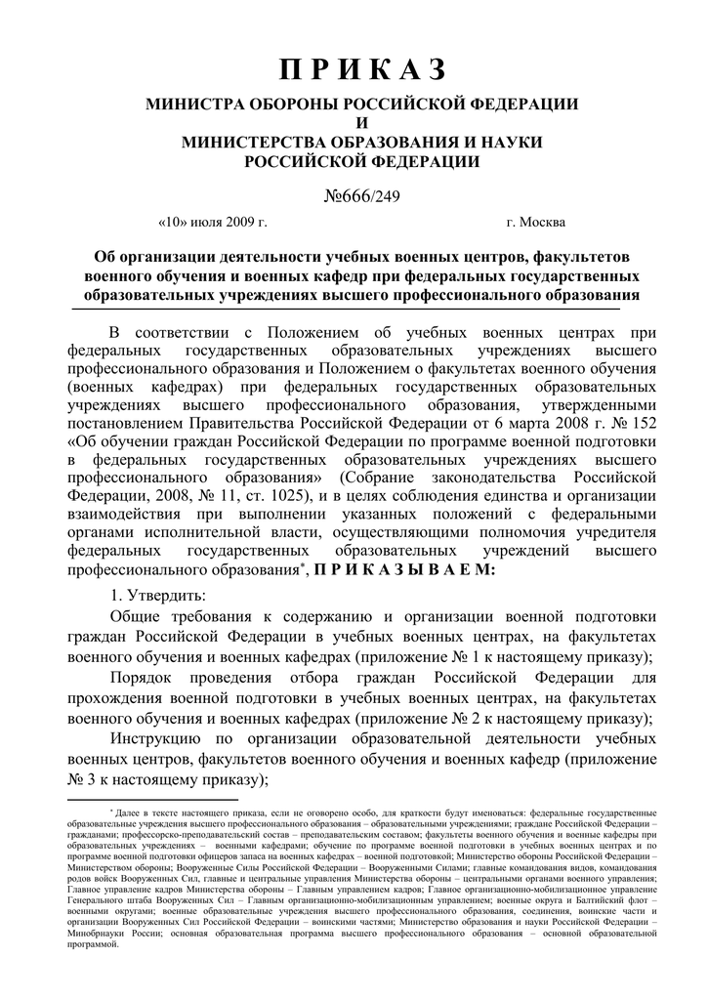 П Р И К А З
МИНИСТРА ОБОРОНЫ РОССИЙСКОЙ ФЕДЕРАЦИИ
И
МИНИСТЕРСТВА ОБРАЗОВАНИЯ И НАУКИ
РОССИЙСКОЙ ФЕДЕРАЦИИ
№666/249
«10» июля 2009 г. г. Москва
Об организации деятельности учебных военных центров, факультетов
военного обучения и военных кафедр при федеральных государственных
образовательных учреждениях высшего профессионального образования
В соответствии с Положением об учебных военных центрах при
федеральных государственных образовательных учреждениях высшего
профессионального образования и Положением о факультетах военного обучения
(военных кафедрах) при федеральных государственных образовательных
учреждениях высшего профессионального образования, утвержденными
постановлением Правительства Российской Федерации от 6 марта 2008 г. № 152
«Об обучении граждан Российской Федерации по программе военной подготовки
в федеральных государственных образовательных учреждениях высшего
профессионального образования» (Собрание законодательства Российской
Федерации, 2008, № 11, ст. 1025), и в целях соблюдения единства и организации
взаимодействия при выполнении указанных положений с федеральными
органами исполнительной власти, осуществляющими полномочия учредителя
федеральных государственных образовательных учреждений высшего
профессионального образования*, П Р И К А З Ы В А Е М:
1. Утвердить:
Общие требования к содержанию и организации военной подготовки
граждан Российской Федерации в учебных военных центрах, на факультетах
военного обучения и военных кафедрах (приложение № 1 к настоящему приказу);
Порядок проведения отбора граждан Российской Федерации для
прохождения военной подготовки в учебных военных центрах, на факультетах
военного обучения и военных кафедрах (приложение № 2 к настоящему приказу);
Инструкцию по организации образовательной деятельности учебных
военных центров, факультетов военного обучения и военных кафедр (приложение
№ 3 к настоящему приказу);
* Далее в тексте настоящего приказа, если не оговорено особо, для краткости будут именоваться: федеральные государственные
образовательные учреждения высшего профессионального образования – образовательными учреждениями; граждане Российской Федерации –
гражданами; профессорско-преподавательский состав – преподавательским составом; факультеты военного обучения и военные кафедры при
образовательных учреждениях – военными кафедрами; обучение по программе военной подготовки в учебных военных центрах и по
программе военной подготовки офицеров запаса на военных кафедрах – военной подготовкой; Министерство обороны Российской Федерации –
Министерством обороны; Вооруженные Силы Российской Федерации – Вооруженными Силами; главные командования видов, командования
родов войск Вооруженных Сил, главные и центральные управления Министерства обороны – центральными органами военного управления;
Главное управление кадров Министерства обороны – Главным управлением кадров; Главное организационно-мобилизационное управление
Генерального штаба Вооруженных Сил – Главным организационно-мобилизационным управлением; военные округа и Балтийский флот –
военными округами; военные образовательные учреждения высшего профессионального образования, соединения, воинские части и
организации Вооруженных Сил Российской Федерации – воинскими частями; Министерство образования и науки Российской Федерации –
Минобрнауки России; основная образовательная программа высшего профессионального образования – основной образовательной
программой.